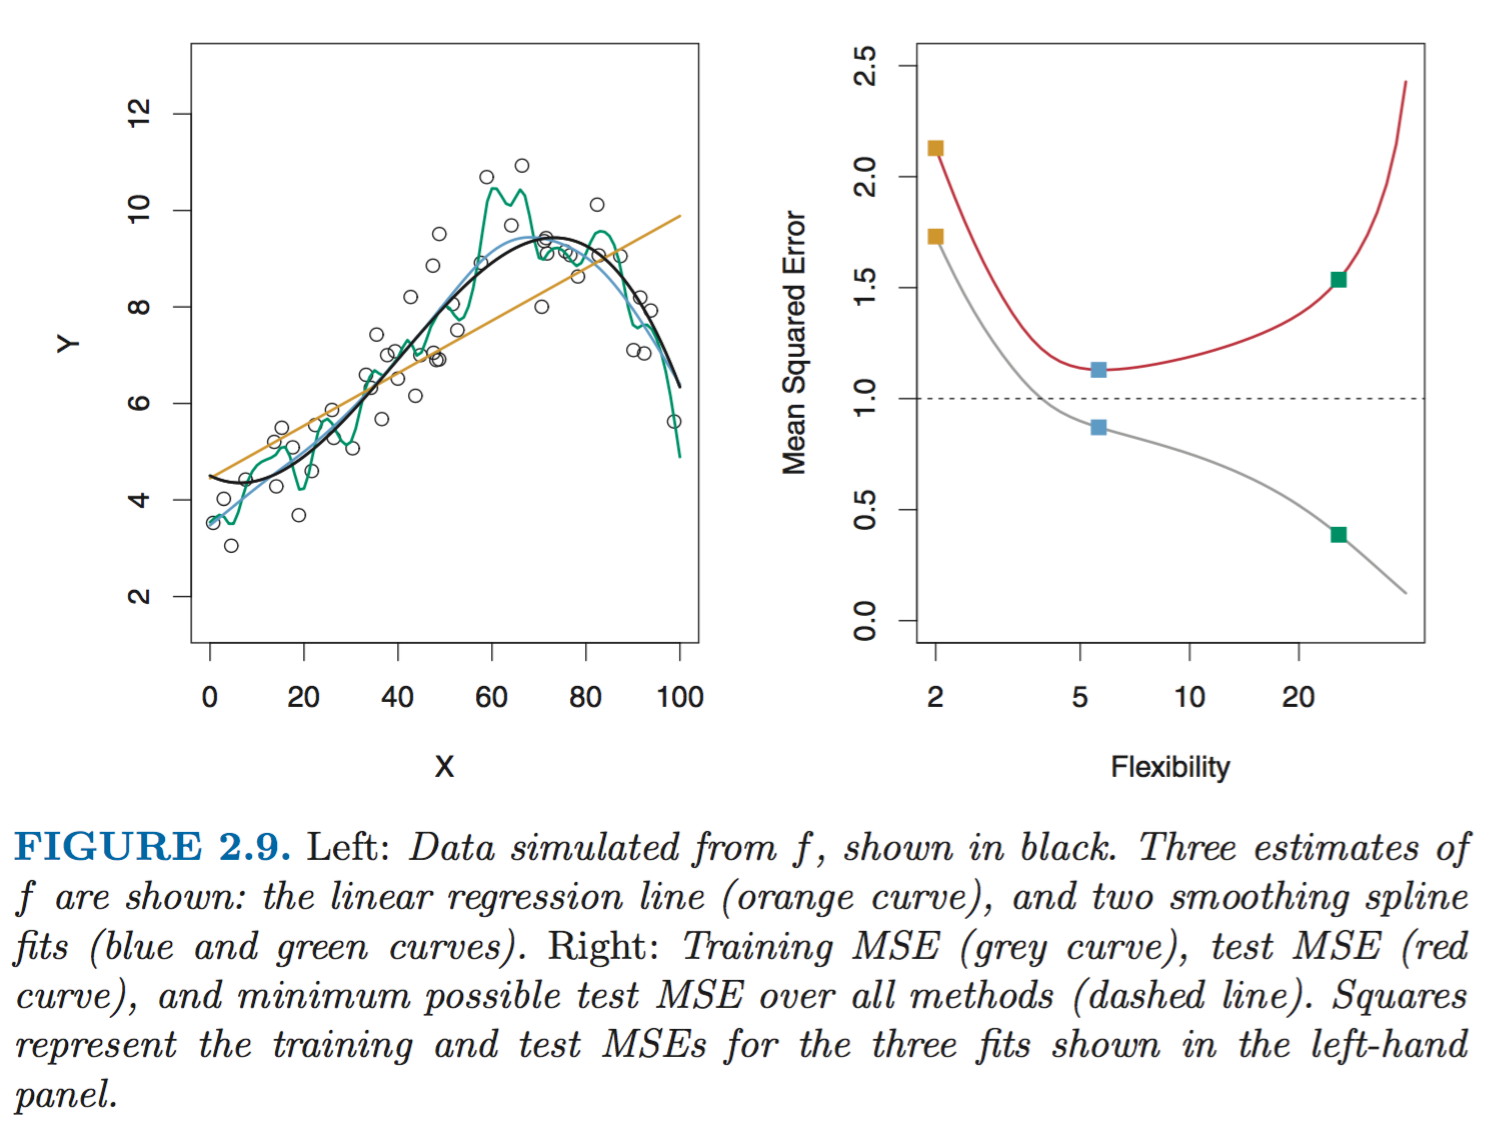 12
10
8
6
4
2
Y
0 20 40 60 80 100
X
2.5
2.0
1.5
1.0
0.5
0.0
Mean Squared Error
2 5 10 20
Flexibility
FIGURE 2.9. Left: Data simulated from f, shown in black. Three estimates of
f are shown: the linear regression line (orange curve), and two smoothing spline
fits (blue and green curves). Right: Training MSE (grey curve), test MSE (red
curve), and minimum possible test MSE over all methods (dashed line). Squares
represent the training and test MSEs for the three fits shown in the left-hand
panel.